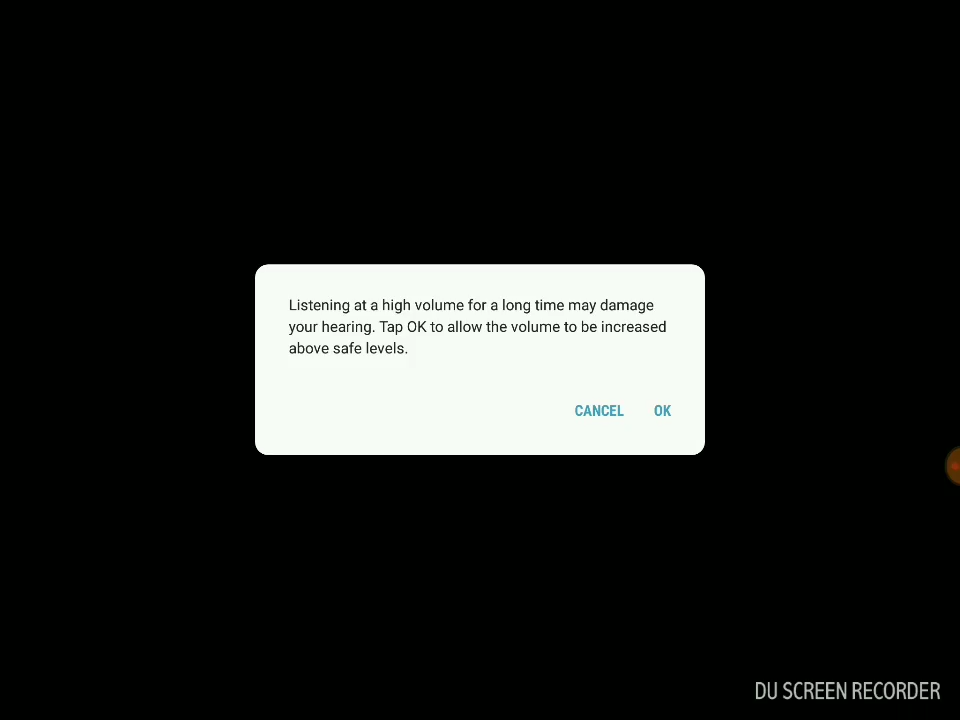 Listening at a high volume for a long time may damage
your hearing. Tap OK to allow the volume to be increased
above safe levels.
CANCEL OK
DU SCREEN RECORDER